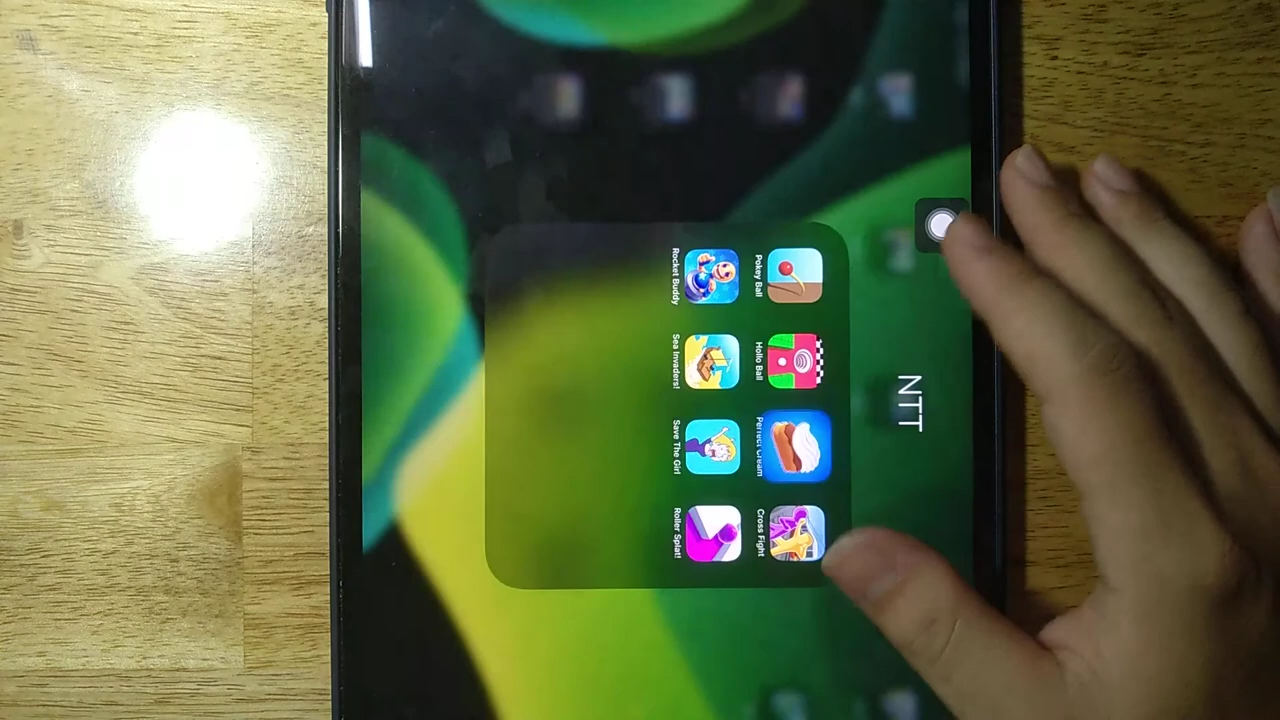 NTT
Pokey Ball
Hollo Ball
Perfect Cream
Cross Fight
Rocket Buddy
Sea Invaders!
Save The Girl
Roller Splat!